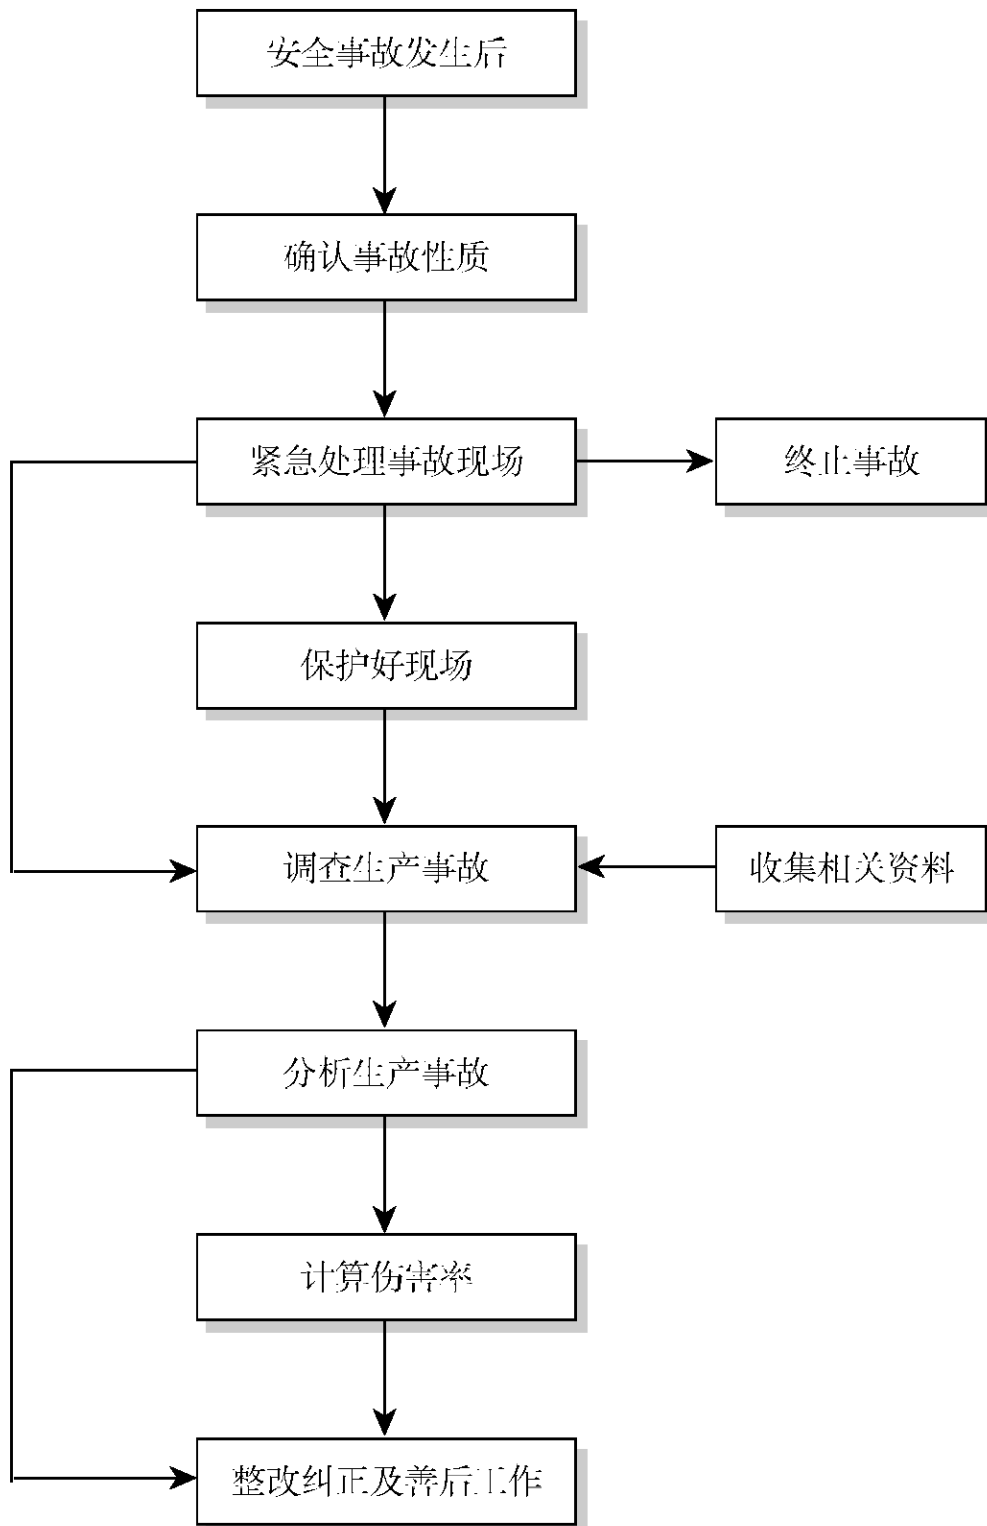 安全事故发生后
确认事故性质
紧急处理事故现场
终止事故
保护好现场
调查生产事故
收集相关资料
分析生产事故
计算伤害率
整改纠正及善后工作